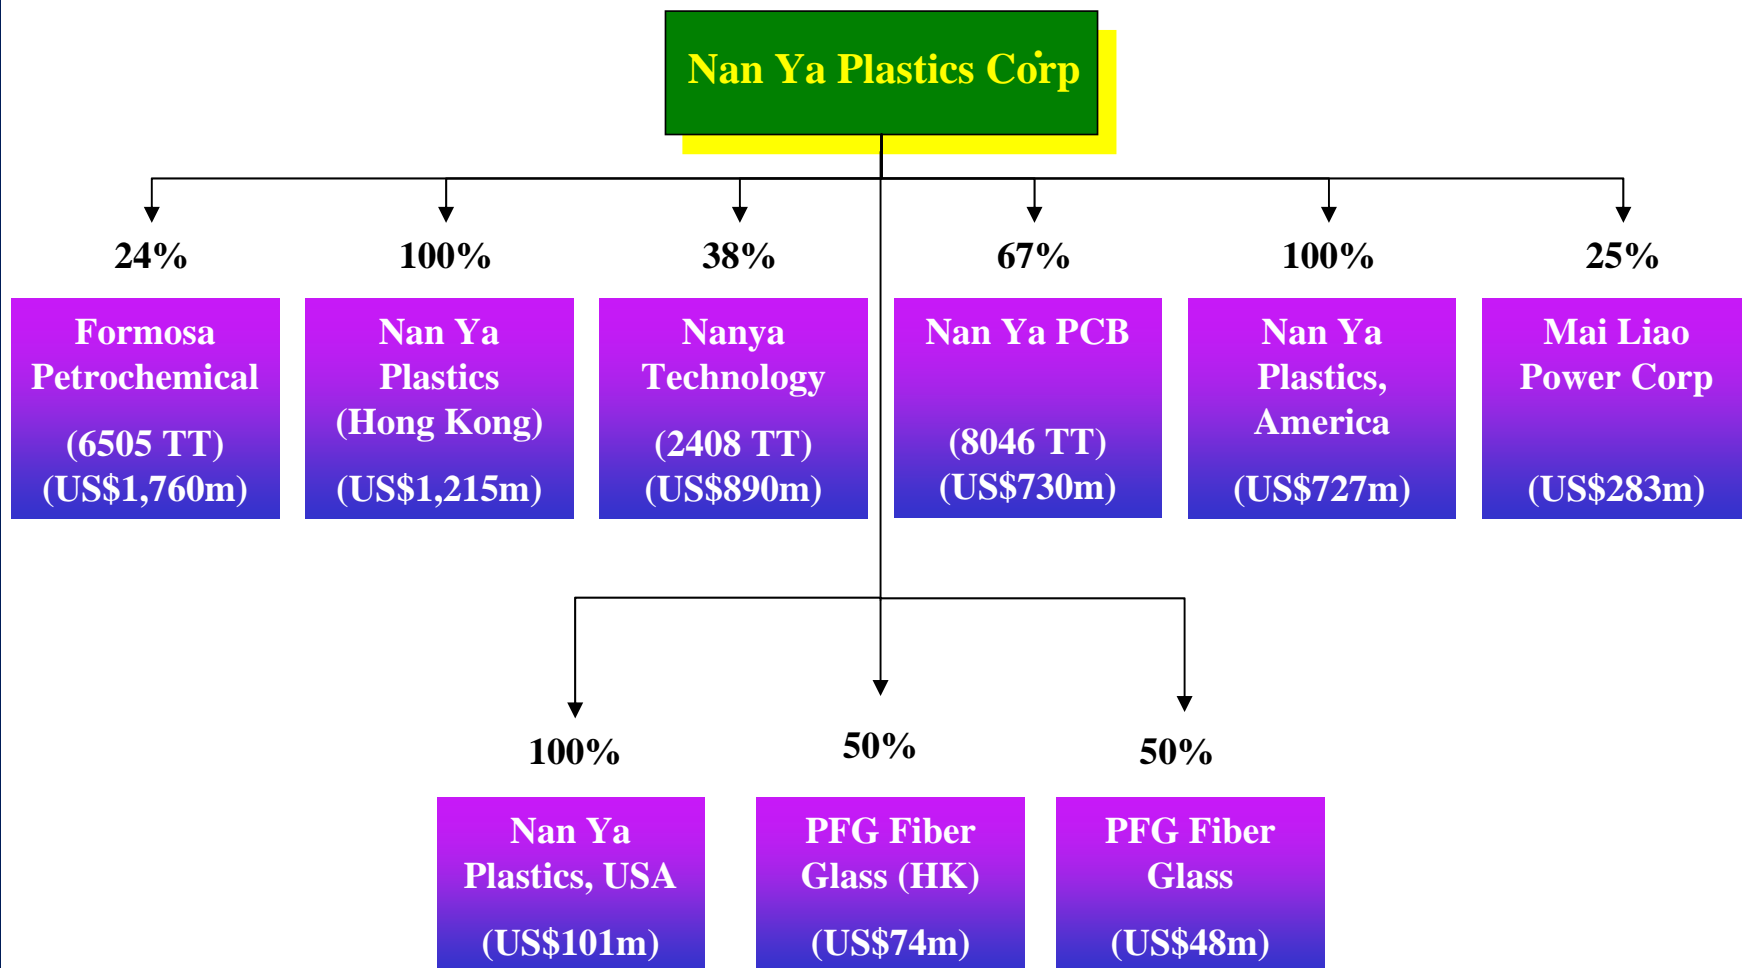 Nan Ya Plastics Corp
24%
100%
38%
67%
100%
25%
Formosa
Petrochemical
(6505 TT)
(US$1,760m)
Nan Ya
Plastics
(Hong Kong)
(US$1,215m)
Nanya
Technology
(2408 TT)
(US$890m)
Nan Ya PCB
(8046 TT)
(US$730m)
Nan Ya
Plastics,
America
(US$727m)
Mai Liao
Power Corp
(US$283m)
100%
50%
50%
Nan Ya
Plastics, USA
(US$101m)
PFG Fiber
Glass (HK)
(US$74m)
PFG Fiber
Glass
(US$48m)